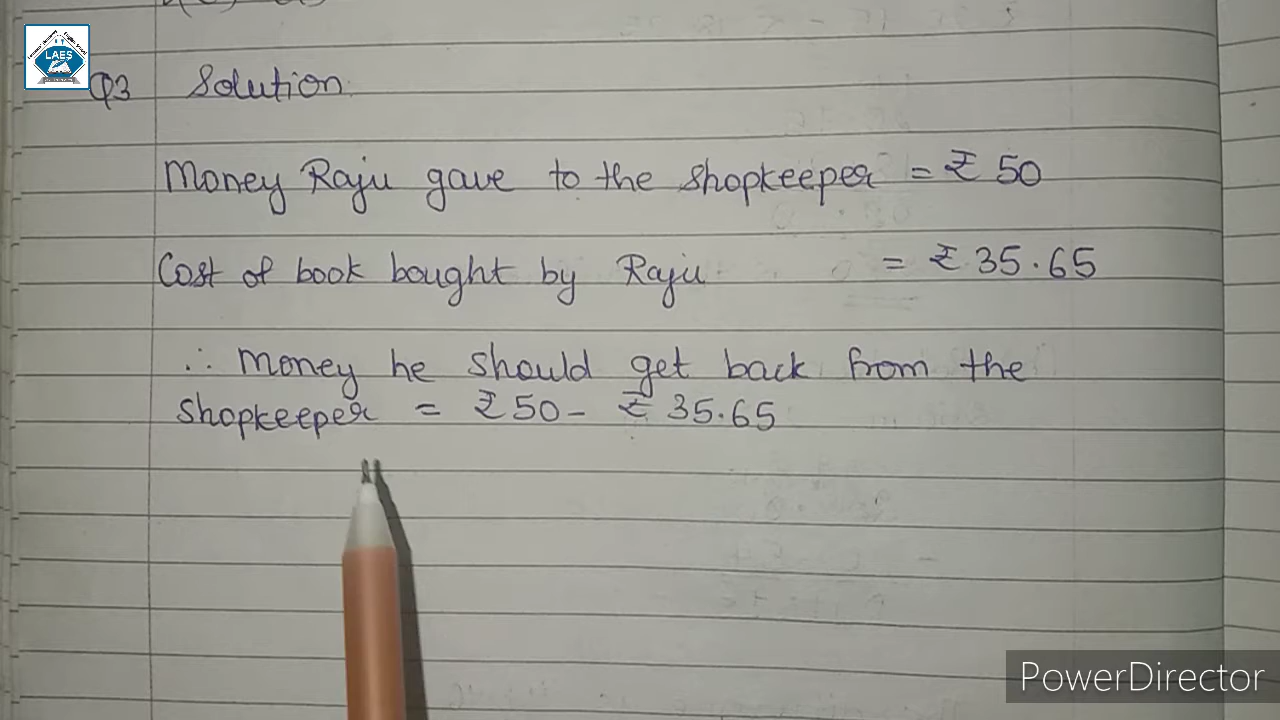 LAES
Q3 Solution
Money Raju gave to the shopkeeper = ₹ 50
Cost of book bought by Raju = ₹ 35.65
∴ Money he should get back from the
shopkeeper = ₹ 50 - ₹ 35.65
PowerDirector